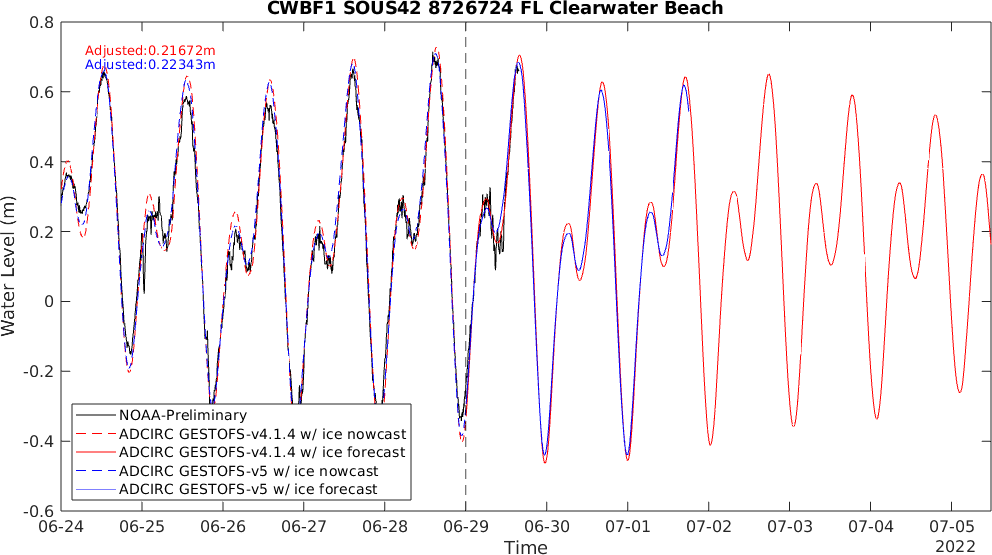 CWBF1 SOUS42 8726724 FL Clearwater Beach
Adjusted:0.21672m
Adjusted:0.22343m
Water Level (m)
0.8
0.6
0.4
0.2
0
-0.2
-0.4
-0.6
NOAA-Preliminary
ADCIRC GESTOFS-v4.1.4 w/ ice nowcast
ADCIRC GESTOFS-v4.1.4 w/ ice forecast
ADCIRC GESTOFS-v5 w/ ice nowcast
ADCIRC GESTOFS-v5 w/ ice forecast
06-24 06-25 06-26 06-27 06-28 06-29 06-30 07-01 07-02 07-03 07-04 07-05
2022
Time